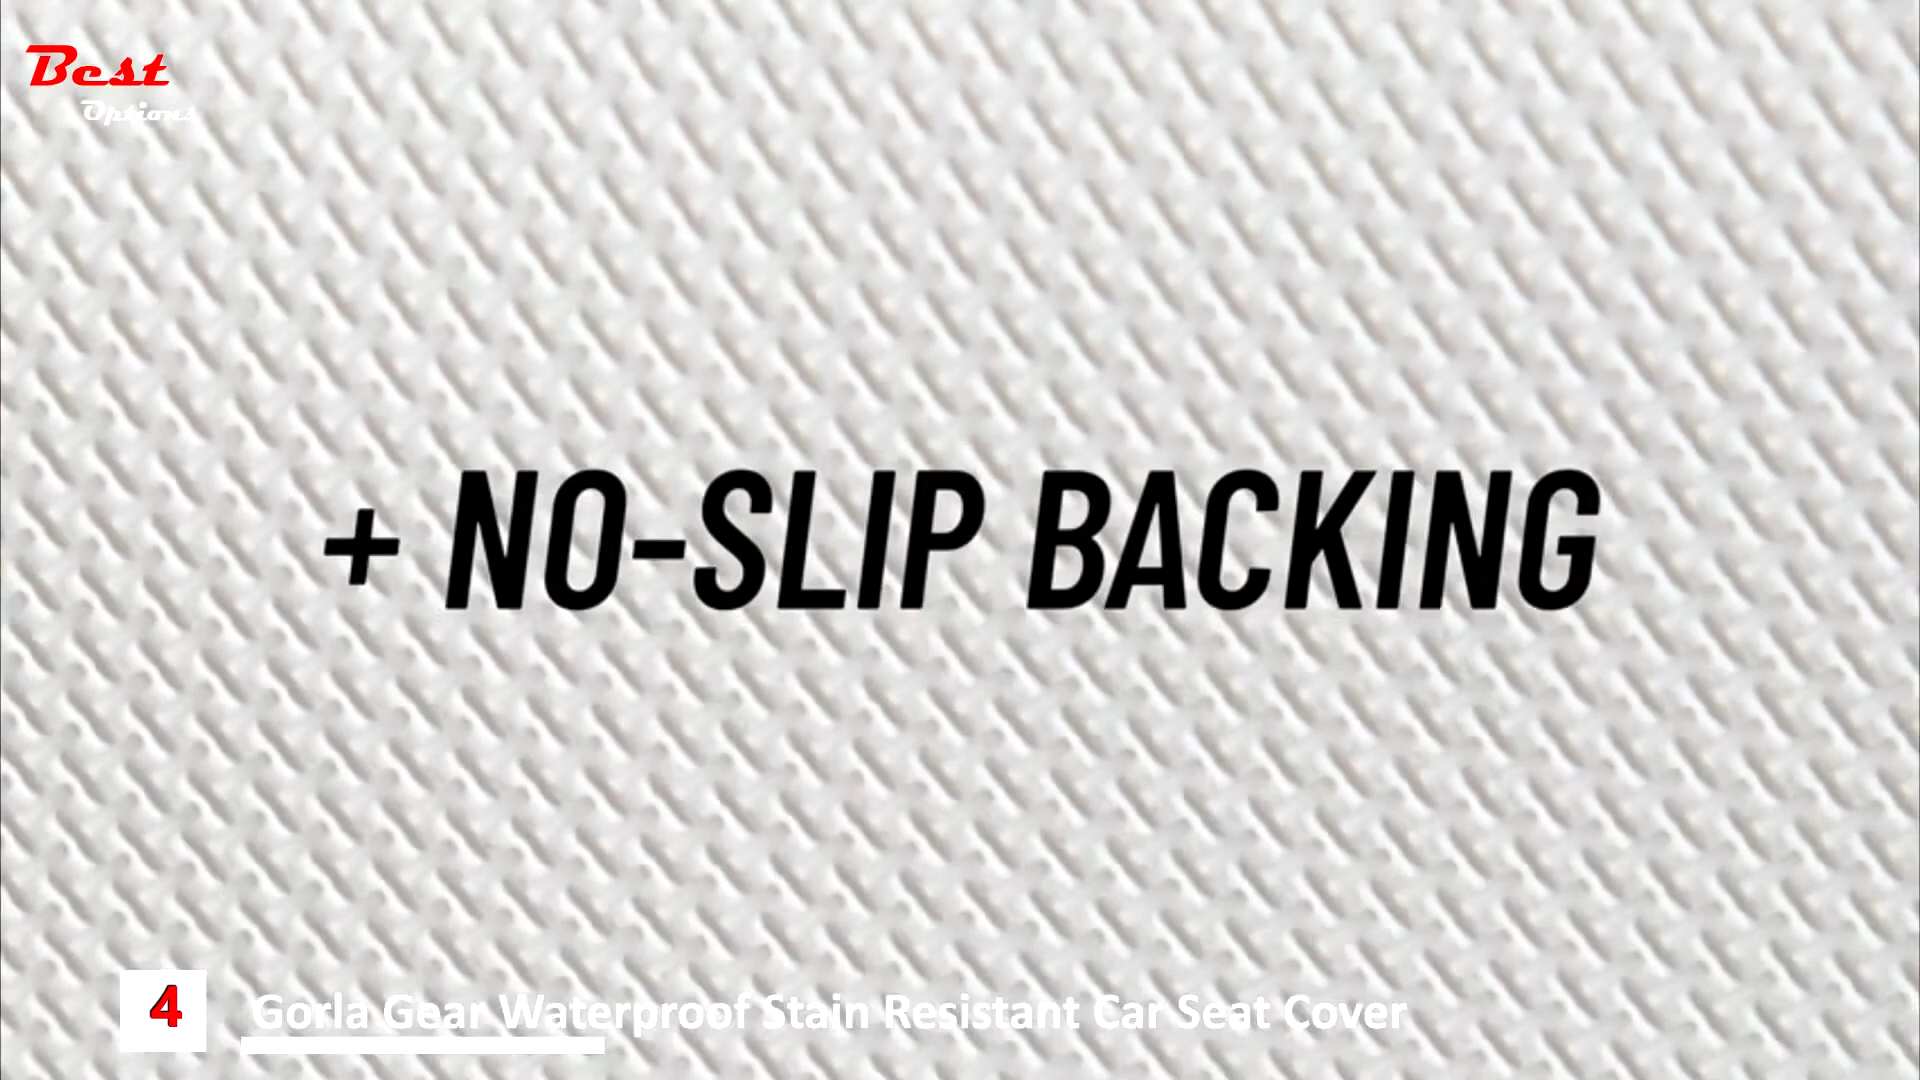 Best
Options
+ NO-SLIP BACKING
4
Gorla Gear Waterproof Stain Resistant Car Seat Cover